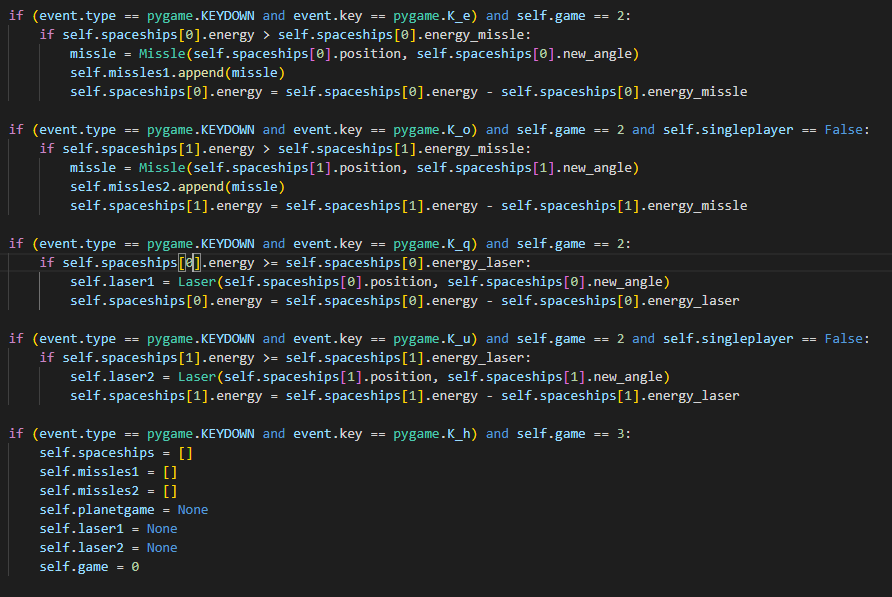 if (event.type == pygame.KEYDOWN and event.key == pygame.K_e) and self.game == 2:
    if self.spaceships[0].energy > self.spaceships[0].energy_missle:
        missle = Missle(self.spaceships[0].position, self.spaceships[0].new_angle)
        self.missles1.append(missle)
        self.spaceships[0].energy = self.spaceships[0].energy - self.spaceships[0].energy_missle

if (event.type == pygame.KEYDOWN and event.key == pygame.K_o) and self.game == 2 and self.singleplayer == False:
    if self.spaceships[1].energy > self.spaceships[1].energy_missle:
        missle = Missle(self.spaceships[1].position, self.spaceships[1].new_angle)
        self.missles2.append(missle)
        self.spaceships[1].energy = self.spaceships[1].energy - self.spaceships[1].energy_missle

if (event.type == pygame.KEYDOWN and event.key == pygame.K_q) and self.game == 2:
    if self.spaceships[0].energy >= self.spaceships[0].energy_laser:
        self.laser1 = Laser(self.spaceships[0].position, self.spaceships[0].new_angle)
        self.spaceships[0].energy = self.spaceships[0].energy - self.spaceships[0].energy_laser

if (event.type == pygame.KEYDOWN and event.key == pygame.K_u) and self.game == 2 and self.singleplayer == False:
    if self.spaceships[1].energy >= self.spaceships[1].energy_laser:
        self.laser2 = Laser(self.spaceships[1].position, self.spaceships[1].new_angle)
        self.spaceships[1].energy = self.spaceships[1].energy - self.spaceships[1].energy_laser

if (event.type == pygame.KEYDOWN and event.key == pygame.K_h) and self.game == 3:
    self.spaceships = []
    self.missles1 = []
    self.missles2 = []
    self.planetgame = None
    self.laser1 = None
    self.laser2 = None
    self.game = 0